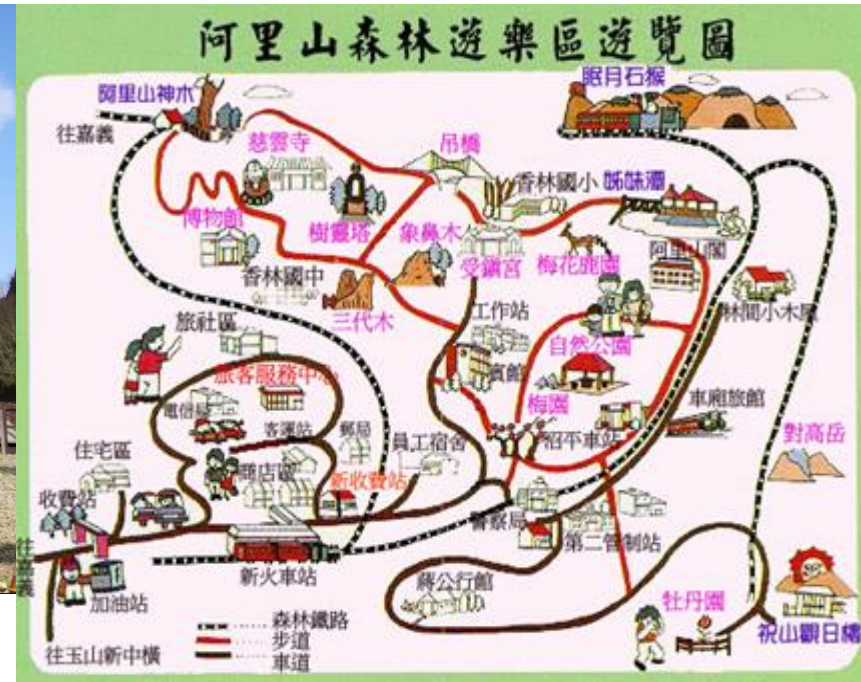 阿里山森林遊樂區遊覽圖
眠月石猴
阿里山神木
往嘉義
慈雲寺
吊橋
香林國小
姊妹潭
博物館
樹靈塔
象鼻木
受鎮宮
梅花鹿園
阿里山閣
香林國中
三代木
工作站
林間小木屋
旅社區
賓館
自然公園
旅客服務中心
梅園
車廂旅館
電信局
客運站
郵局
員工宿舍
沼平車站
對高岳
住宅區
商店區
新收費站
收費站
警察局
第二管制站
往嘉義
新火車站
蔣公行館
加油站
牡丹園
祝山觀日樓
森林鐵路
步道
車道
往玉山新中橫